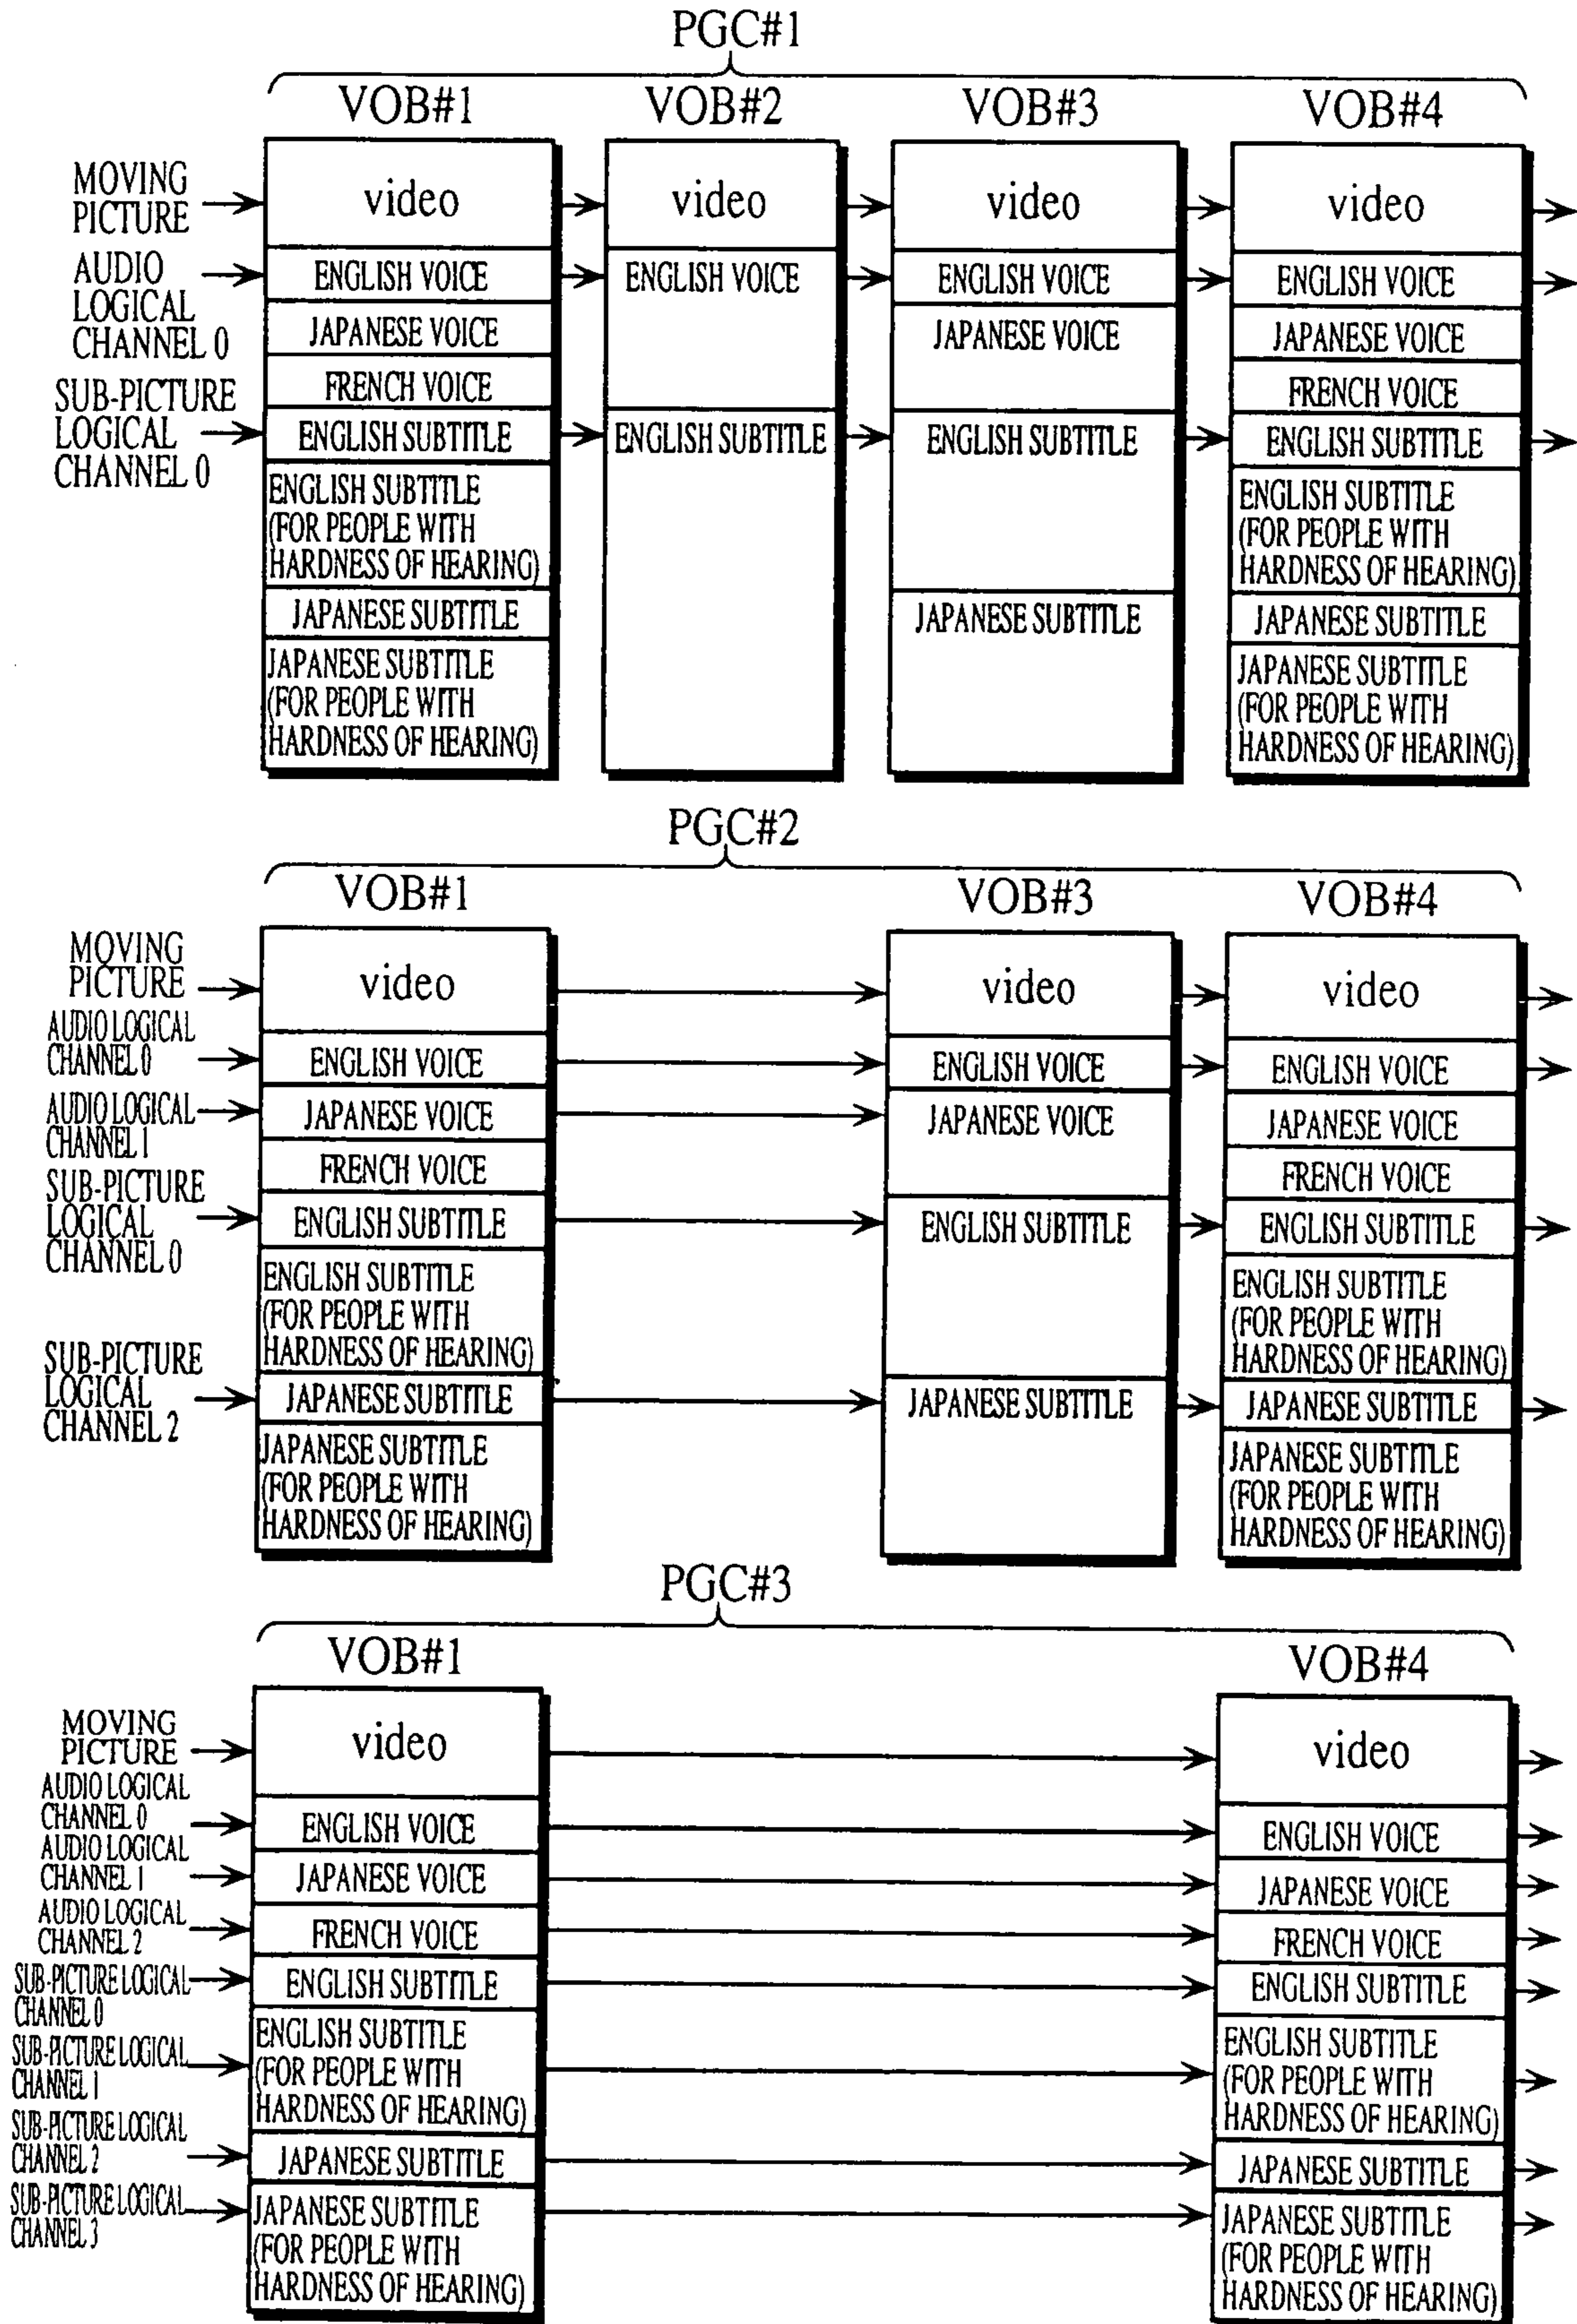 PGC#1
VOB#1 VOB#2 VOB#3 VOB#4
MOVING
PICTURE
AUDIO
LOGICAL
CHANNEL 0
SUB-PICTURE
LOGICAL
CHANNEL 0
video
ENGLISH VOICE
JAPANESE VOICE
FRENCH VOICE
ENGLISH SUBTITLE
ENGLISH SUBTITLE
(FOR PEOPLE WITH
HARDNESS OF HEARING)
JAPANESE SUBTITLE
JAPANESE SUBTITLE
(FOR PEOPLE WITH
HARDNESS OF HEARING)
video
ENGLISH VOICE
ENGLISH SUBTITLE
video
ENGLISH VOICE
JAPANESE VOICE
ENGLISH SUBTITLE
JAPANESE SUBTITLE
video
ENGLISH VOICE
JAPANESE VOICE
FRENCH VOICE
ENGLISH SUBTITLE
ENGLISH SUBTITLE
(FOR PEOPLE WITH
HARDNESS OF HEARING)
JAPANESE SUBTITLE
JAPANESE SUBTITLE
(FOR PEOPLE WITH
HARDNESS OF HEARING)
PGC#2
VOB#1 VOB#3 VOB#4
MOVING
PICTURE
AUDIO LOGICAL
CHANNEL 0
AUDIO LOGICAL
CHANNEL 1
SUB-PICTURE
LOGICAL
CHANNEL 0
SUB-PICTURE
LOGICAL
CHANNEL 2
video
ENGLISH VOICE
JAPANESE VOICE
FRENCH VOICE
ENGLISH SUBTITLE
ENGLISH SUBTITLE
(FOR PEOPLE WITH
HARDNESS OF HEARING)
JAPANESE SUBTITLE
JAPANESE SUBTITLE
(FOR PEOPLE WITH
HARDNESS OF HEARING)
video
ENGLISH VOICE
JAPANESE VOICE
ENGLISH SUBTITLE
JAPANESE SUBTITLE
video
ENGLISH VOICE
JAPANESE VOICE
FRENCH VOICE
ENGLISH SUBTITLE
ENGLISH SUBTITLE
(FOR PEOPLE WITH
HARDNESS OF HEARING)
JAPANESE SUBTITLE
JAPANESE SUBTITLE
(FOR PEOPLE WITH
HARDNESS OF HEARING)
PGC#3
VOB#1 VOB#4
MOVING
PICTURE
AUDIO LOGICAL
CHANNEL 0
AUDIO LOGICAL
CHANNEL 1
AUDIO LOGICAL
CHANNEL 2
SUB-PICTURE LOGICAL
CHANNEL 0
SUB-PICTURE LOGICAL
CHANNEL 1
SUB-PICTURE LOGICAL
CHANNEL 2
SUB-PICTURE LOGICAL
CHANNEL 3
video
ENGLISH VOICE
JAPANESE VOICE
FRENCH VOICE
ENGLISH SUBTITLE
ENGLISH SUBTITLE
(FOR PEOPLE WITH
HARDNESS OF HEARING)
JAPANESE SUBTITLE
JAPANESE SUBTITLE
(FOR PEOPLE WITH
HARDNESS OF HEARING)
video
ENGLISH VOICE
JAPANESE VOICE
FRENCH VOICE
ENGLISH SUBTITLE
ENGLISH SUBTITLE
(FOR PEOPLE WITH
HARDNESS OF HEARING)
JAPANESE SUBTITLE
JAPANESE SUBTITLE
(FOR PEOPLE WITH
HARDNESS OF HEARING)